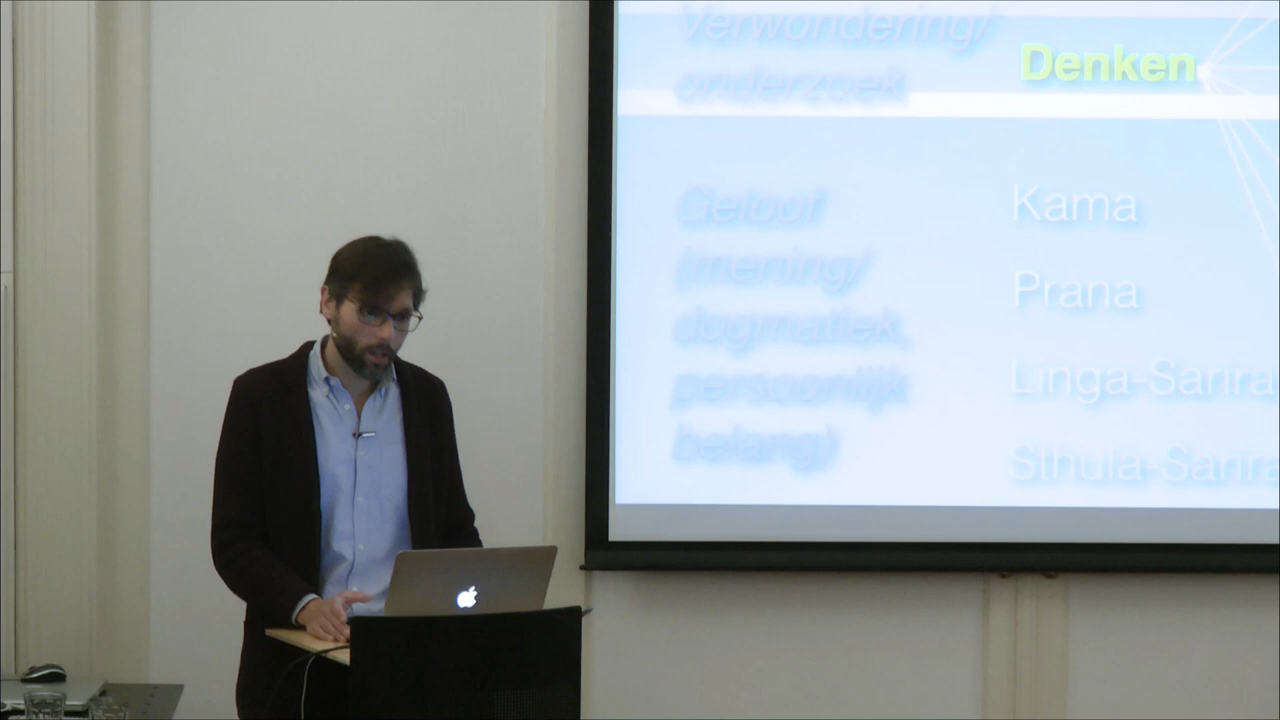 Verwondering/
onderzoek
Denken
Geloof
(mening/
dogmatiek,
persoonlijk
belang)
Kama
Prana
Linga-Sarira
Sthula-Sarira